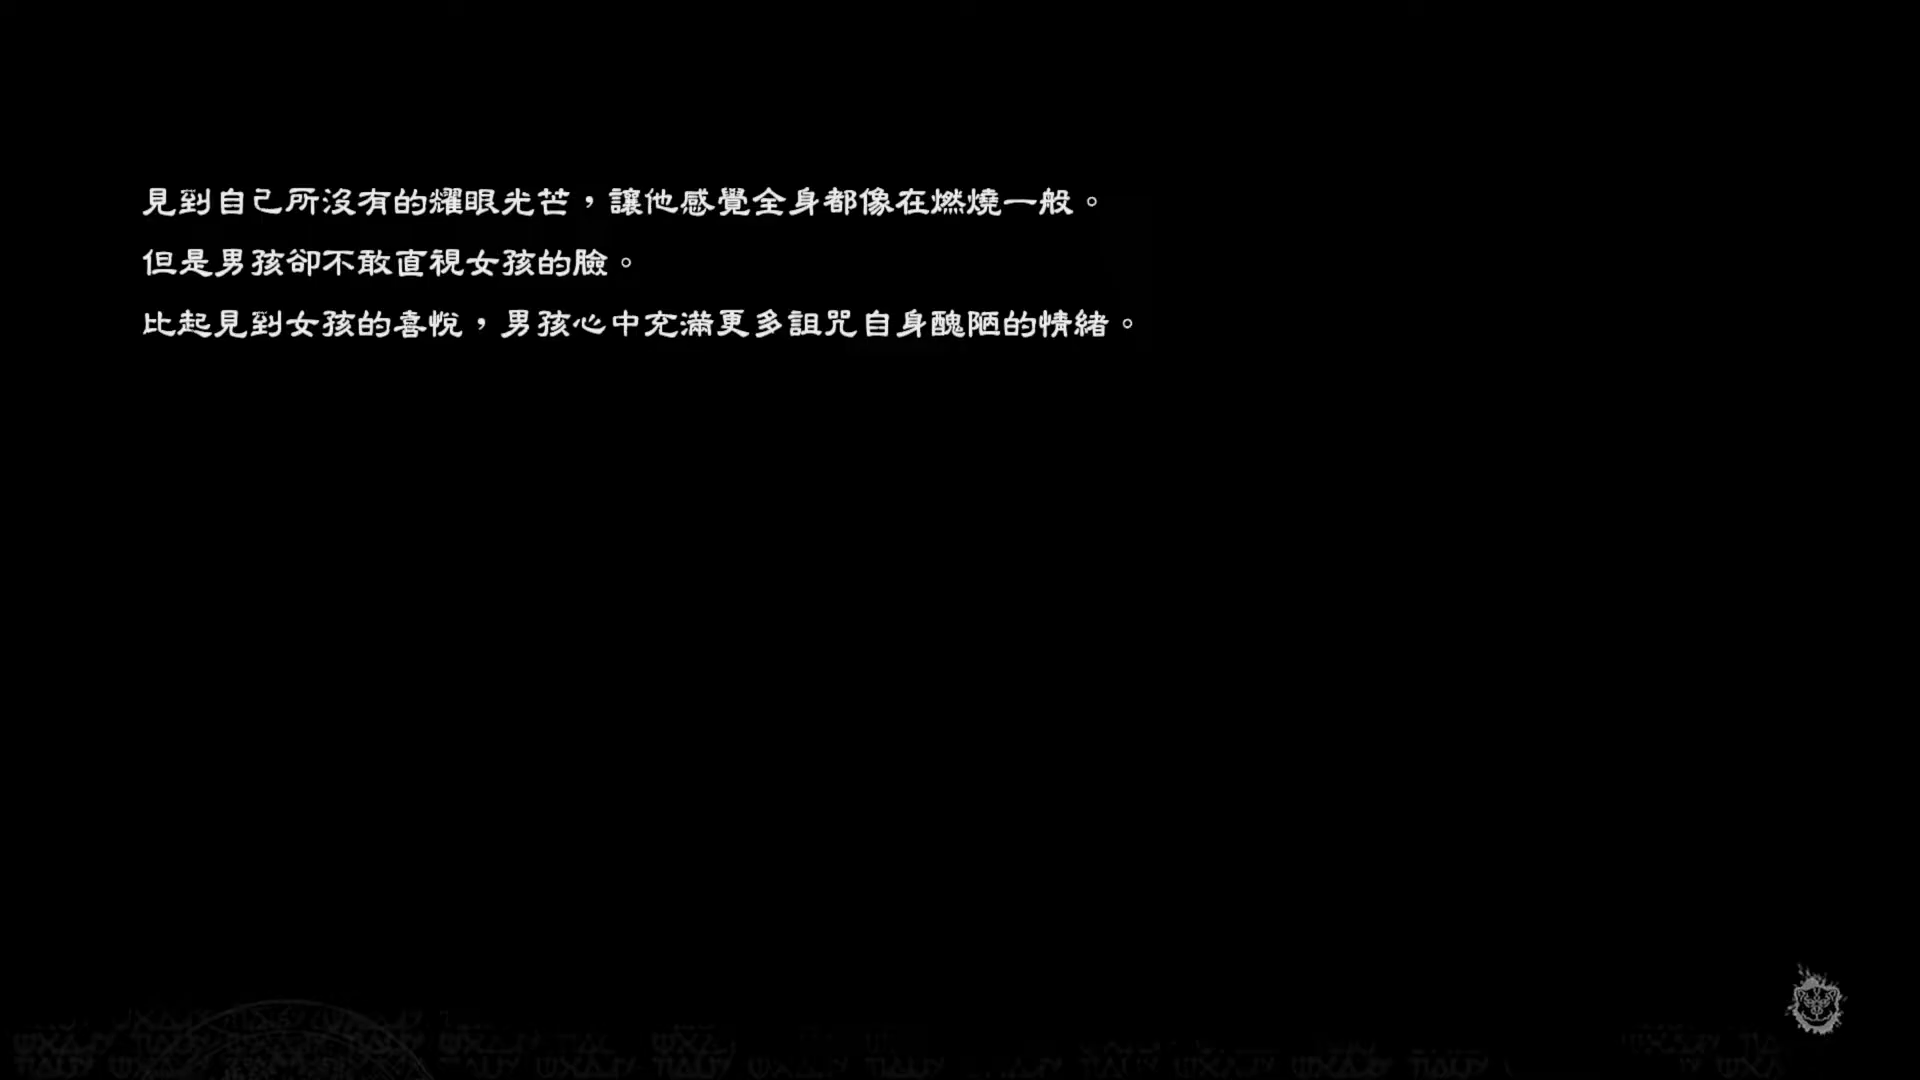 見到自己所沒有的耀眼光芒，讓他感覺全身都像在燃燒一般。
但是男孩卻不敢直視女孩的臉。
比起見到女孩的喜悅，男孩心中充滿更多詛咒自身醜陋的情緒。